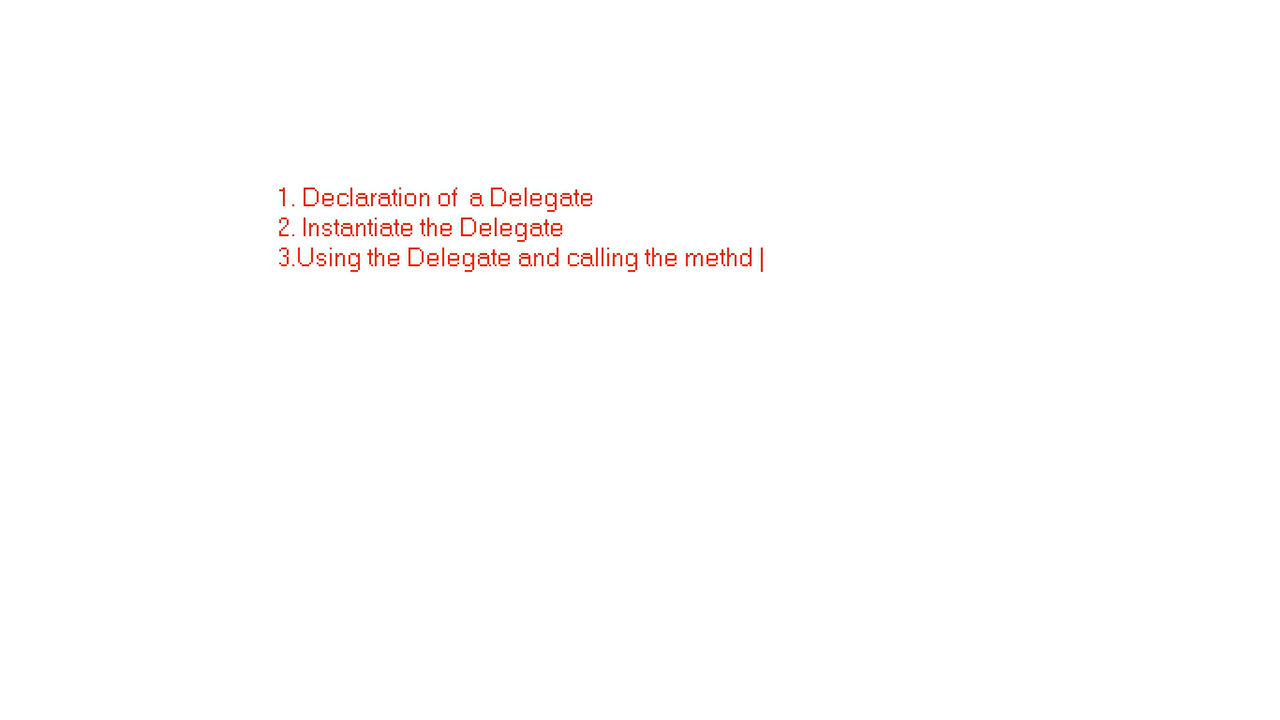 1. Declaration of a Delegate
2. Instantiate the Delegate
3.Using the Delegate and calling the methd